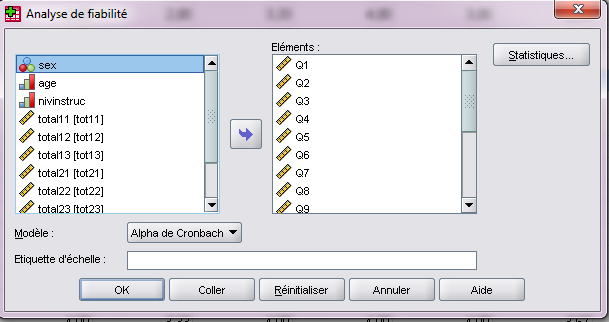 Analyse de fiabilité
Eléments :
sex
age
nivinstruc
total11 [tot11]
total12 [tot12]
total13 [tot13]
total21 [tot21]
total22 [tot22]
total23 [tot23]
Q1
Q2
Q3
Q4
Q5
Q6
Q7
Q8
Q9
Statistiques...
Modèle :
Alpha de Cronbach
Etiquette d'échelle :
OK
Coller
Réinitialiser
Annuler
Aide